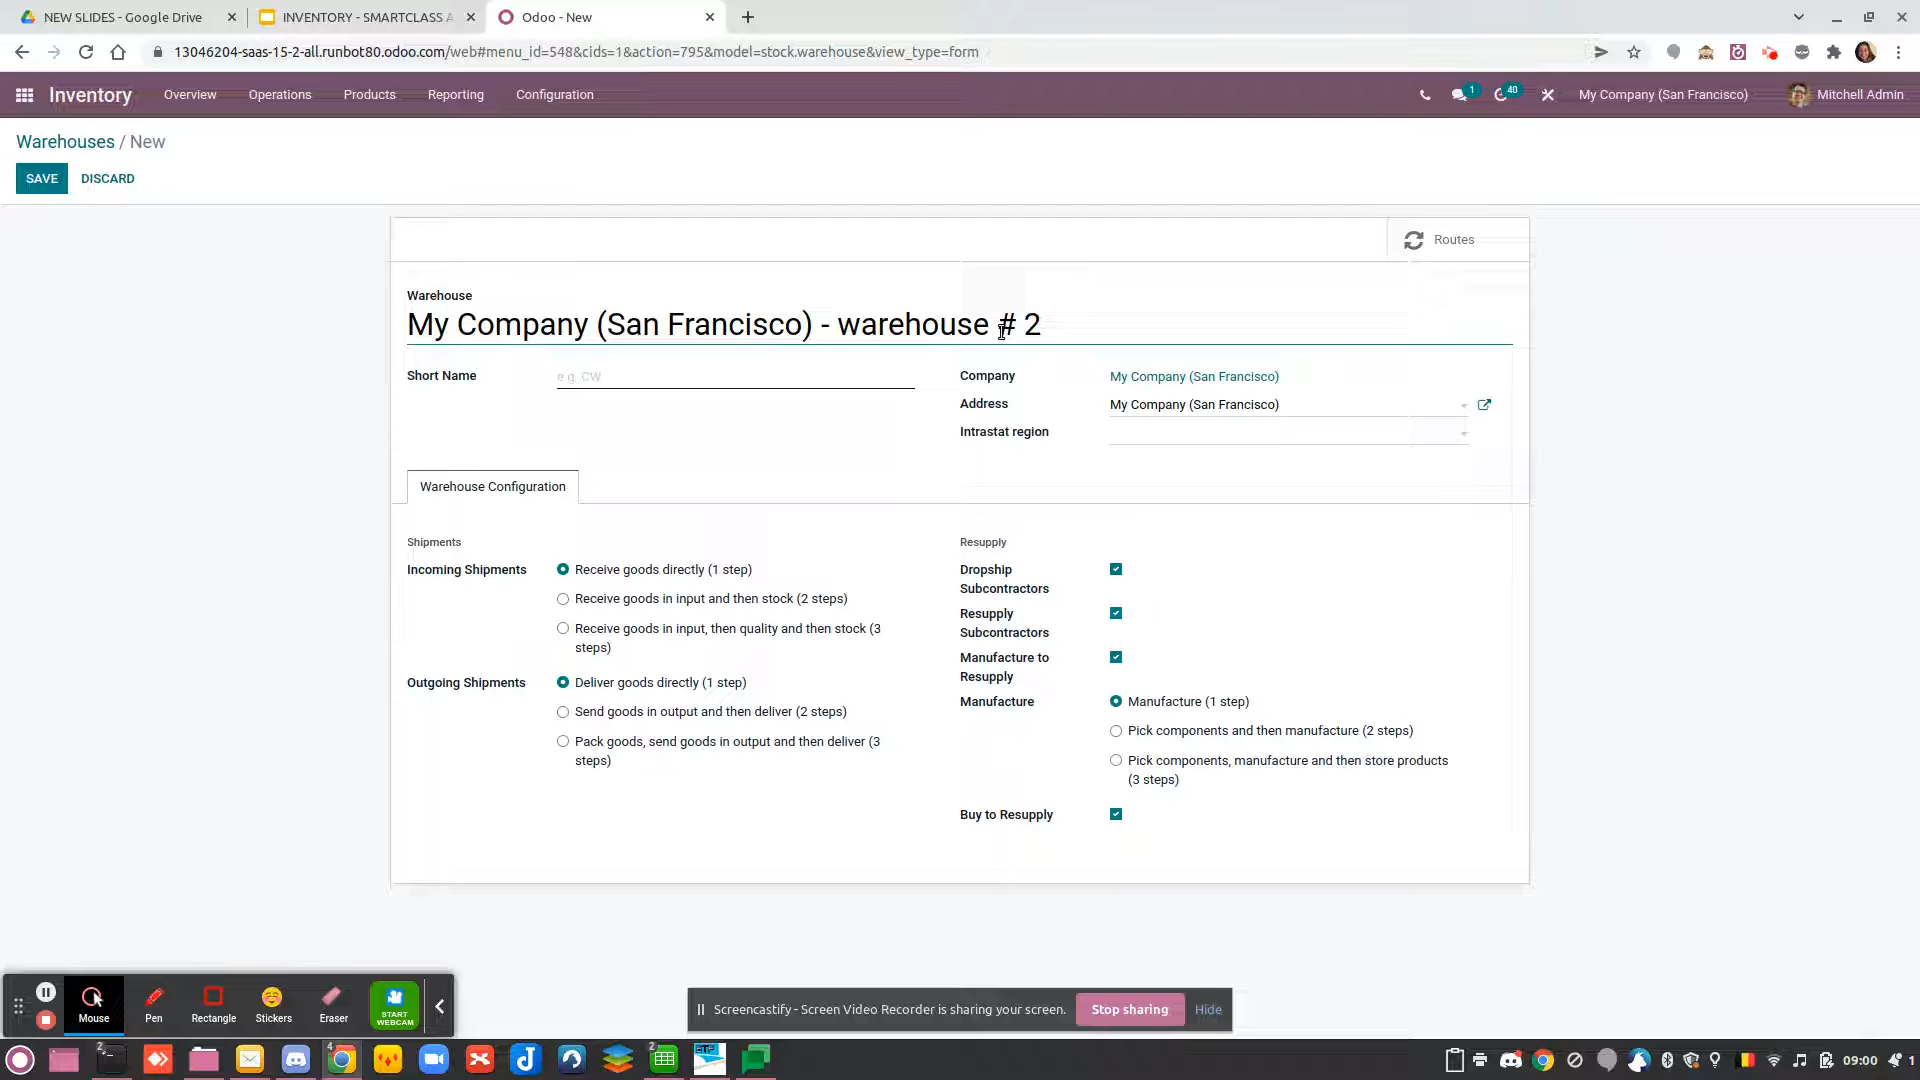 NEW SLIDES - Google Drive
INVENTORY - SMARTCLASS A
Odoo - New
13046204-saas-15-2-all.runbot80.odoo.com/web#menu_id=548&cids=1&action=795&model=stock.warehouse&view_type=form
Inventory Overview Operations Products Reporting Configuration
1 40 My Company (San Francisco) Mitchell Admin
Warehouses / New
SAVE DISCARD
Routes
Warehouse
My Company (San Francisco) - warehouse # 2
Short Name e.g. CW
Company My Company (San Francisco)
Address My Company (San Francisco)
Intrastat region
Warehouse Configuration
Shipments
Incoming Shipments Receive goods directly (1 step)
Receive goods in input and then stock (2 steps)
Receive goods in input, then quality and then stock (3
steps)
Outgoing Shipments Deliver goods directly (1 step)
Send goods in output and then deliver (2 steps)
Pack goods, send goods in output and then deliver (3
steps)
Resupply
Dropship
Subcontractors
Resupply
Subcontractors
Manufacture to
Resupply
Manufacture Manufacture (1 step)
Pick components and then manufacture (2 steps)
Pick components, manufacture and then store products
(3 steps)
Buy to Resupply
Mouse Pen Rectangle Stickers Eraser START
WEBCAM
Screencastify - Screen Video Recorder is sharing your screen. Stop sharing Hide
2 4 2 09:00 1